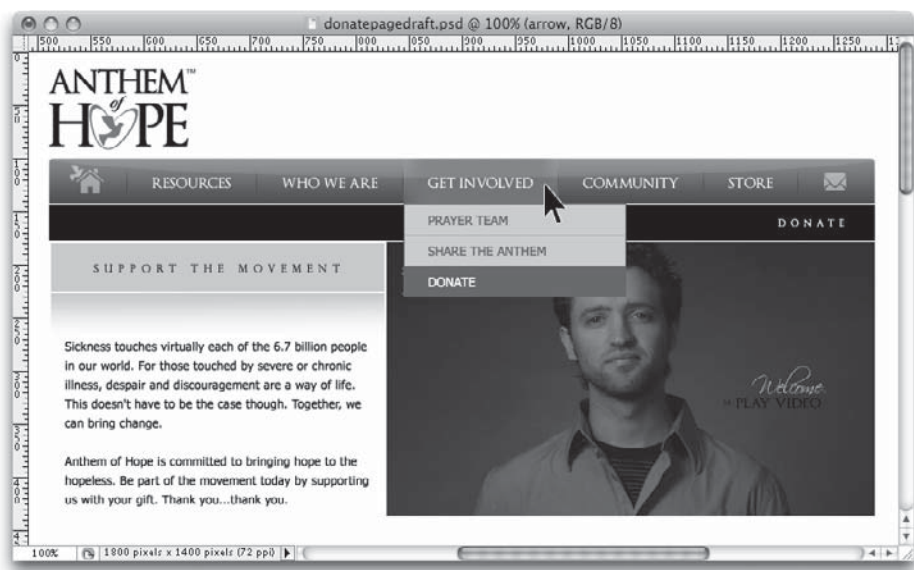 donatepagedraft.psd @ 100% (arrow, RGB/8)
500 550 600 650 700 750 800 850 900 950 1000 1050 1100 1150 1200 1250
ANTHEM™
of
HOPE
RESOURCES WHO WE ARE GET INVOLVED COMMUNITY STORE
PRAYER TEAM
SHARE THE ANTHEM
DONATE
DONATE
SUPPORT THE MOVEMENT
Sickness touches virtually each of the 6.7 billion people
in our world. For those touched by severe or chronic
illness, despair and discouragement are a way of life.
This doesn't have to be the case though. Together, we
can bring change.
Anthem of Hope is committed to bringing hope to the
hopeless. Be part of the movement today by supporting
us with your gift. Thank you...thank you.
Welcome.
PLAY VIDEO
100% 1800 pixels x 1400 pixels (72 ppi)